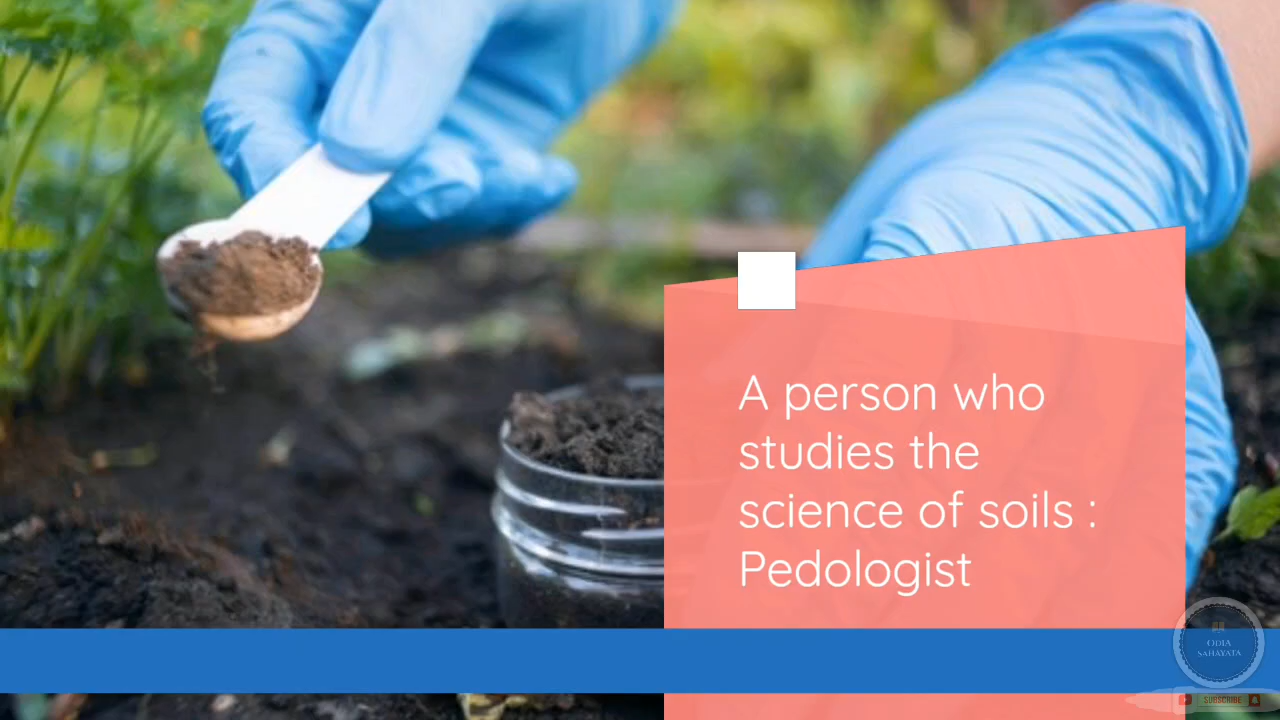 A person who
studies the
science of soils :
Pedologist
ODIA
SAHAYATA
SUBSCRIBE